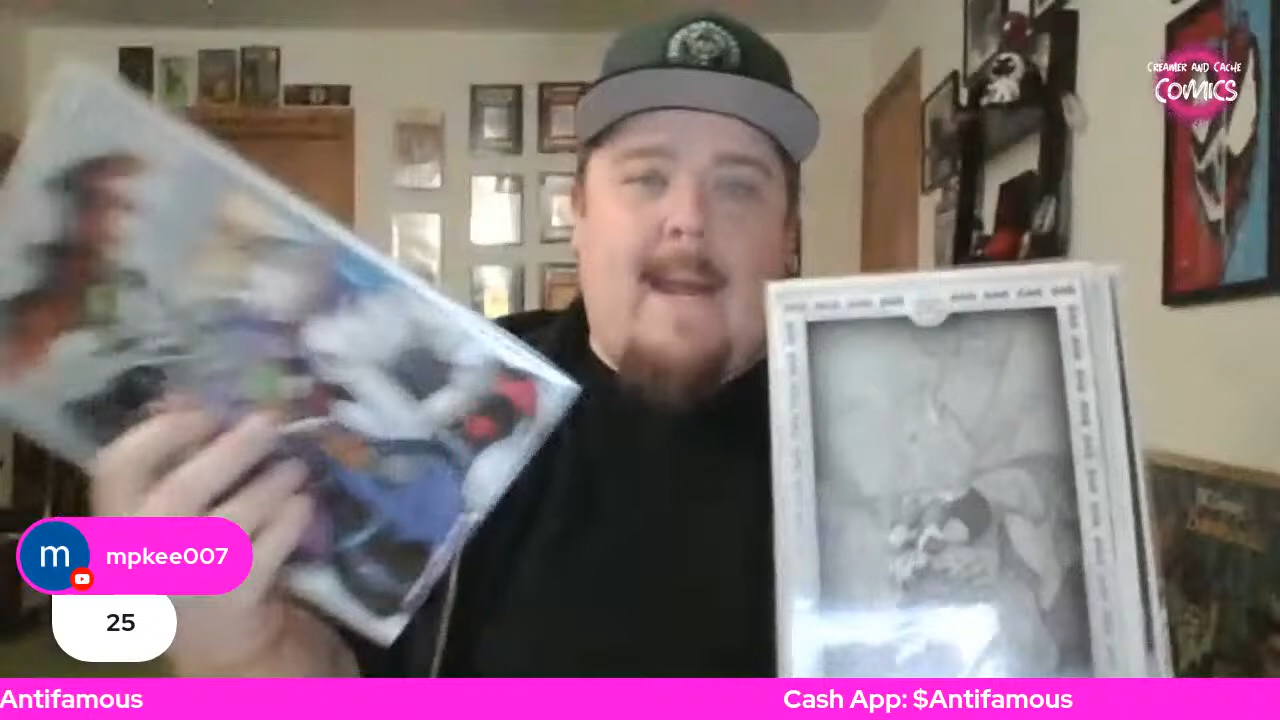 CREAMER AND CACHE
COMICS
m
mpkee007
25
Antifamous
Cash App: $Antifamous